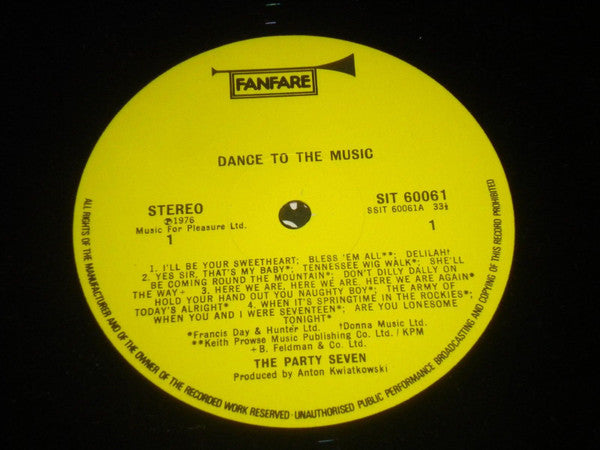 FANFARE
DANCE TO THE MUSIC
STEREO
℗1976
Music For Pleasure Ltd.
1
SIT 60061
SSIT 60061A 33⅓
1
1. I'LL BE YOUR SWEETHEART; BLESS 'EM ALL**; DELILAH†
2. YES SIR, THAT'S MY BABY*; TENNESSEE WIG WALK*; SHE'LL
BE COMING ROUND THE MOUNTAIN*; DON'T DILLY DALLY ON
THE WAY+ 3. HERE WE ARE, HERE WE ARE, HERE WE ARE AGAIN*
HOLD YOUR HAND OUT YOU NAUGHTY BOY*; THE ARMY OF
TODAY'S ALRIGHT* 4. WHEN IT'S SPRINGTIME IN THE ROCKIES*;
WHEN YOU AND I WERE SEVENTEEN*; ARE YOU LONESOME
TONIGHT*
*Francis Day & Hunter Ltd. †Donna Music Ltd.
**Keith Prowse Music Publishing Co. Ltd. / KPM
+B. Feldman & Co. Ltd.
THE PARTY SEVEN
Produced by Anton Kwiatkowski
ALL RIGHTS OF THE MANUFACTURER AND OF THE OWNER OF THE RECORDED WORK RESERVED · UNAUTHORISED PUBLIC PERFORMANCE BROADCASTING AND COPYING OF THIS RECORD PROHIBITED